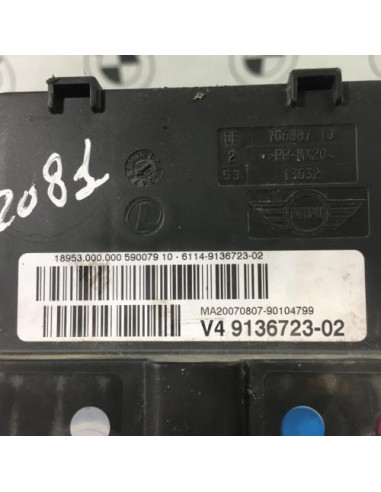 2081
DE 706887 10
2 >PP-MX20<
53 13632
MINI
18953.000.000 590079 10 - 6114-9136723-02
MA20070807-90104799
V4 9136723-02